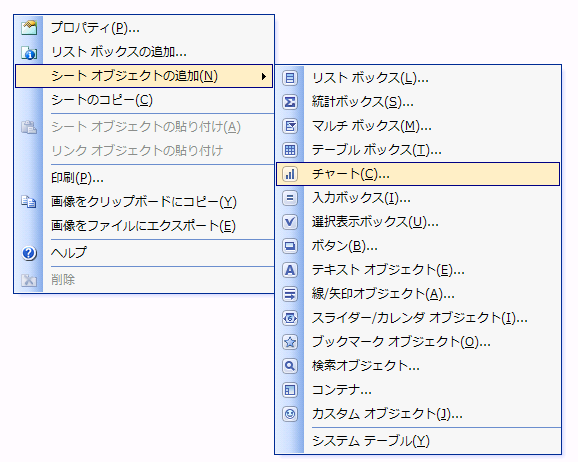 プロパティ(P)...
リスト ボックスの追加...
シート オブジェクトの追加(N)
シートのコピー(C)
シート オブジェクトの貼り付け(A)
リンク オブジェクトの貼り付け
印刷(P)...
画像をクリップボードにコピー(Y)
画像をファイルにエクスポート(E)
ヘルプ
削除
リスト ボックス(L)...
統計ボックス(S)...
マルチ ボックス(M)...
テーブル ボックス(T)...
チャート(C)...
入力ボックス(I)...
選択表示ボックス(U)...
ボタン(B)...
テキスト オブジェクト(E)...
線/矢印オブジェクト(A)...
スライダー/カレンダ オブジェクト(I)...
ブックマーク オブジェクト(O)...
検索オブジェクト...
コンテナ...
カスタム オブジェクト(J)...
システム テーブル(Y)